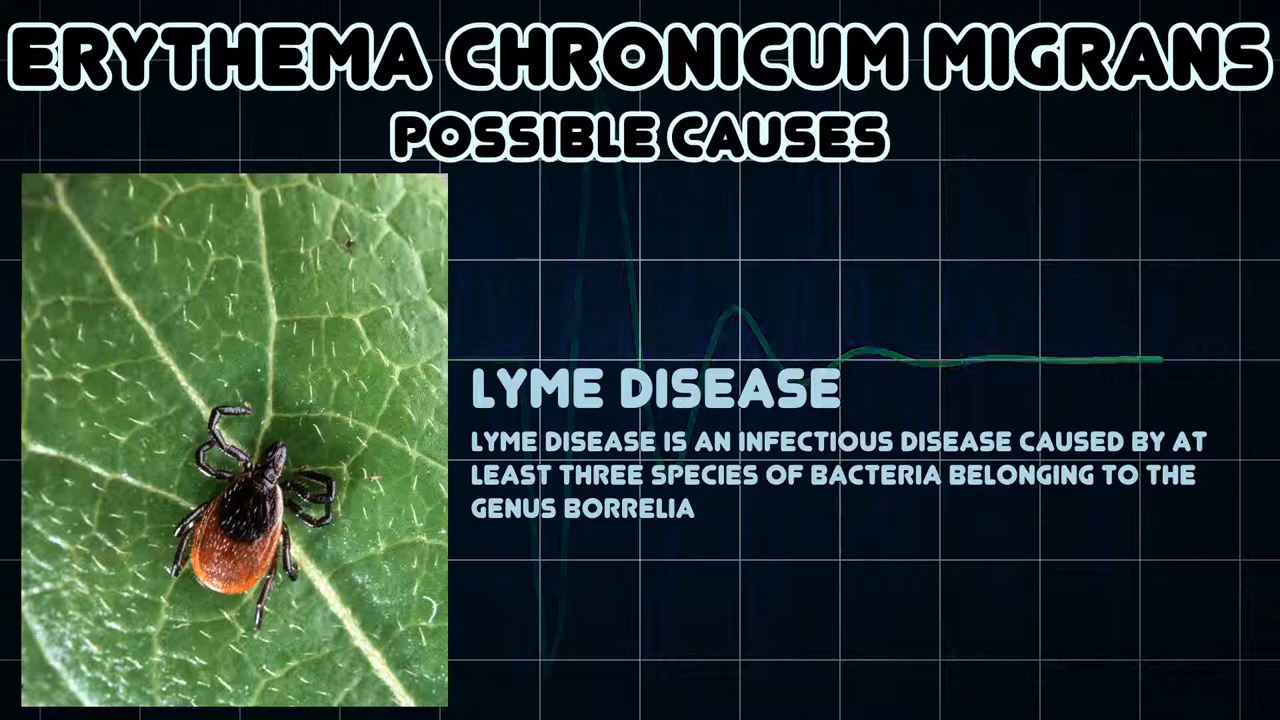 ERYTHEMA CHRONICUM MIGRANS
POSSIBLE CAUSES
LYME DISEASE
LYME DISEASE IS AN INFECTIOUS DISEASE CAUSED BY AT
LEAST THREE SPECIES OF BACTERIA BELONGING TO THE
GENUS BORRELIA